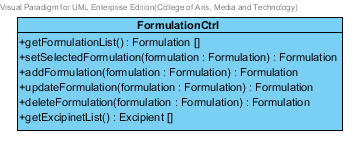 Visual Paradigm for UML Enterprise Edition(College of Arts, Media and Technology)
FormulationCtrl
+getFormulationList() : Formulation []
+setSelectedFormulation(formulation : Formulation) : Formulation
+addFormulation(formulation : Formulation) : Formulation
+updateFormulation(formulation : Formulation) : Formulation
+deleteFormulation(formulation : Formulation) : Formulation
+getExcipinetList() : Excipient []